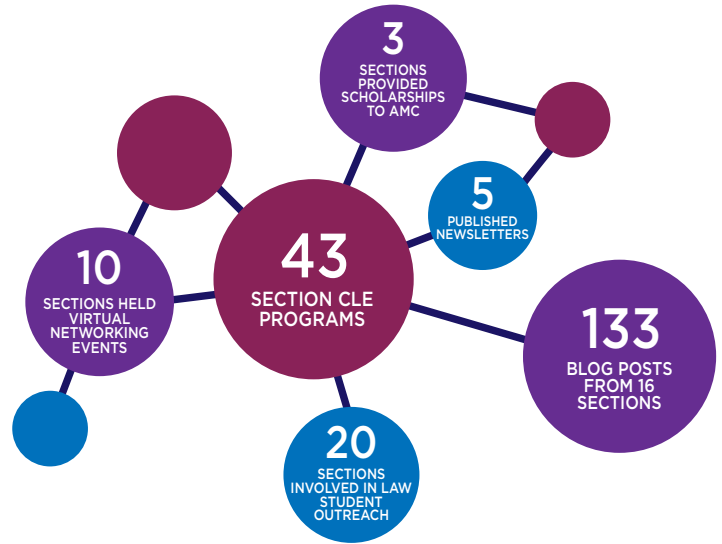 3
SECTIONS
PROVIDED
SCHOLARSHIPS
TO AMC
5
PUBLISHED
NEWSLETTERS
10
SECTIONS HELD
VIRTUAL
NETWORKING
EVENTS
43
SECTION CLE
PROGRAMS
133
BLOG POSTS
FROM 16
SECTIONS
20
SECTIONS
INVOLVED IN LAW
STUDENT
OUTREACH